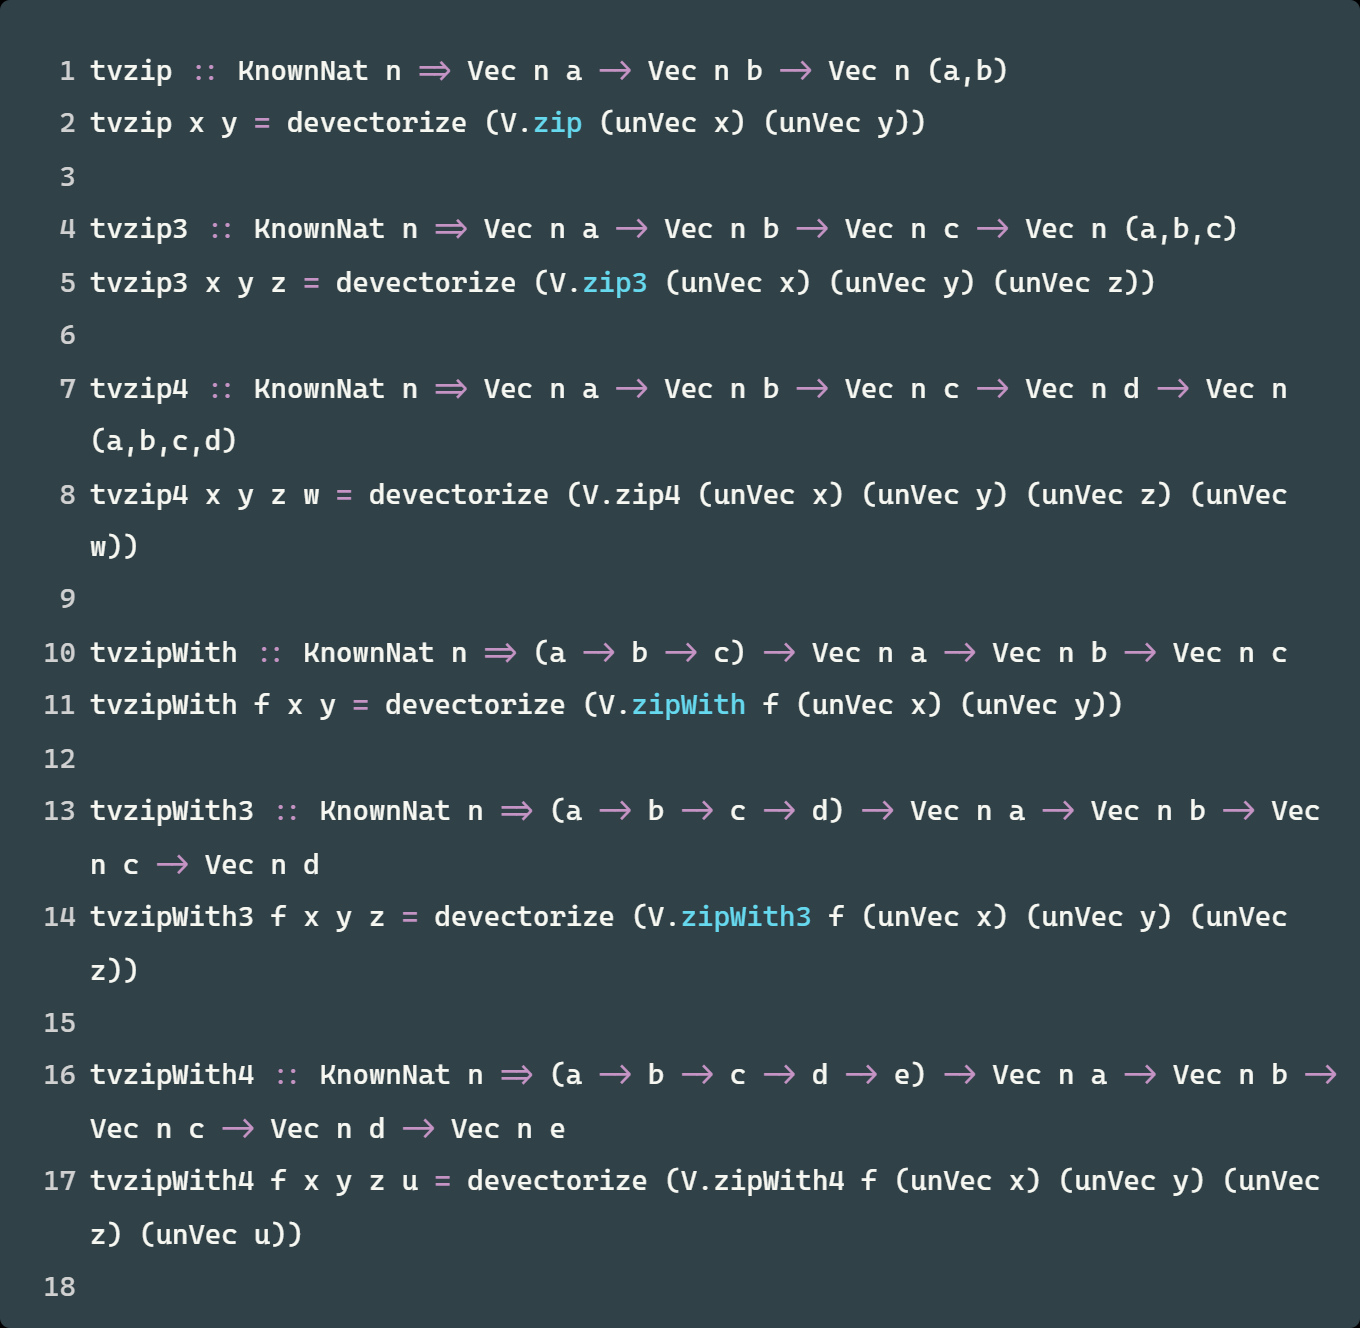 1 tvzip :: KnownNat n => Vec n a -> Vec n b -> Vec n (a,b)
2 tvzip x y = devectorize (V.zip (unVec x) (unVec y))
3
4 tvzip3 :: KnownNat n => Vec n a -> Vec n b -> Vec n c -> Vec n (a,b,c)
5 tvzip3 x y z = devectorize (V.zip3 (unVec x) (unVec y) (unVec z))
6
7 tvzip4 :: KnownNat n => Vec n a -> Vec n b -> Vec n c -> Vec n d -> Vec n
(a,b,c,d)
8 tvzip4 x y z w = devectorize (V.zip4 (unVec x) (unVec y) (unVec z) (unVec
w))
9
10 tvzipWith :: KnownNat n => (a -> b -> c) -> Vec n a -> Vec n b -> Vec n c
11 tvzipWith f x y = devectorize (V.zipWith f (unVec x) (unVec y))
12
13 tvzipWith3 :: KnownNat n => (a -> b -> c -> d) -> Vec n a -> Vec n b -> Vec
n c -> Vec n d
14 tvzipWith3 f x y z = devectorize (V.zipWith3 f (unVec x) (unVec y) (unVec
z))
15
16 tvzipWith4 :: KnownNat n => (a -> b -> c -> d -> e) -> Vec n a -> Vec n b ->
Vec n c -> Vec n d -> Vec n e
17 tvzipWith4 f x y z u = devectorize (V.zipWith4 f (unVec x) (unVec y) (unVec
z) (unVec u))
18